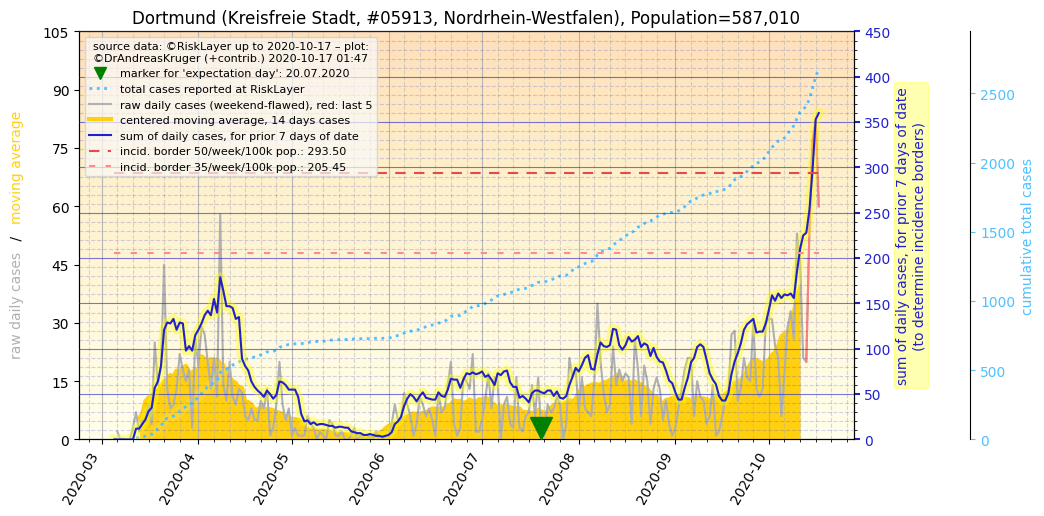 Dortmund (Kreisfreie Stadt, #05913, Nordrhein-Westfalen), Population=587,010
source data: ©RiskLayer up to 2020-10-17 – plot:
©DrAndreasKruger (+contrib.) 2020-10-17 01:47
marker for 'expectation day': 20.07.2020
total cases reported at RiskLayer
raw daily cases (weekend-flawed), red: last 5
centered moving average, 14 days cases
sum of daily cases, for prior 7 days of date
incid. border 50/week/100k pop.: 293.50
incid. border 35/week/100k pop.: 205.45
raw daily cases / moving average
105
90
75
60
45
30
15
0
2020-03
2020-04
2020-05
2020-06
2020-07
2020-08
2020-09
2020-10
450
400
350
300
250
200
150
100
50
0
sum of daily cases, for prior 7 days of date
(to determine incidence borders)
2500
2000
1500
1000
500
0
cumulative total cases